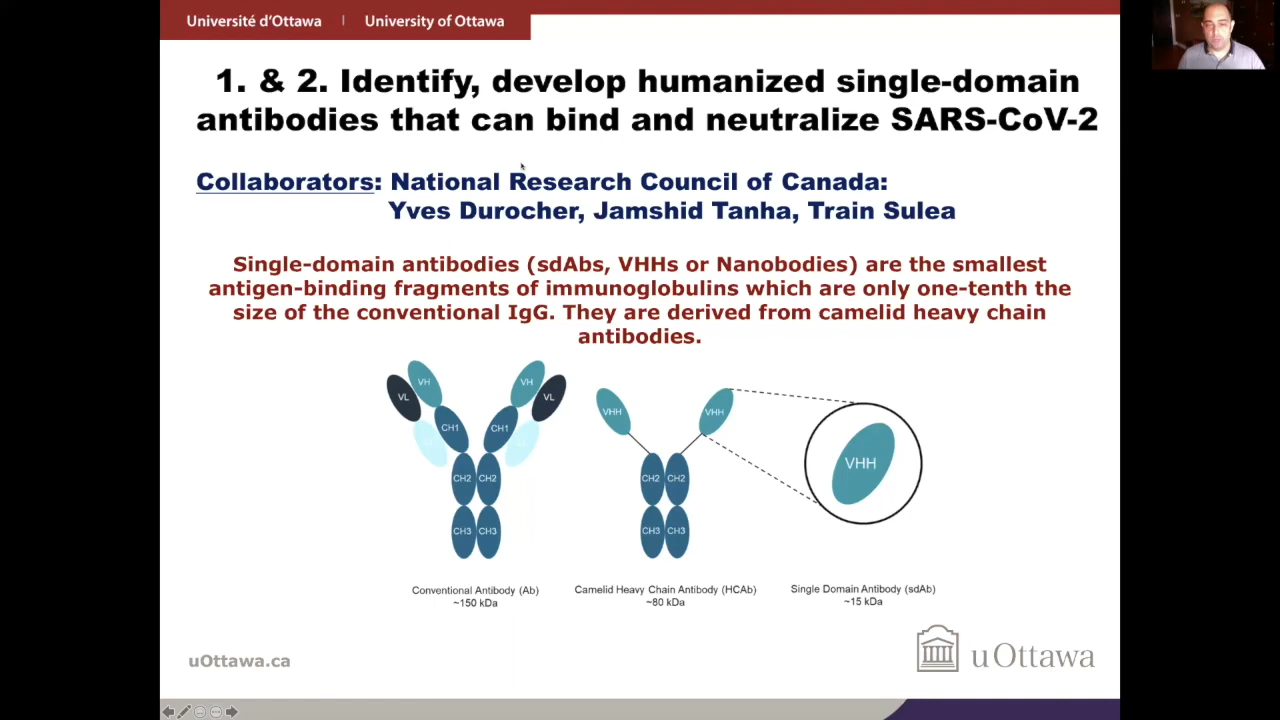 Université d'Ottawa | University of Ottawa
1. & 2. Identify, develop humanized single-domain
antibodies that can bind and neutralize SARS-CoV-2
Collaborators: National Research Council of Canada:
Yves Durocher, Jamshid Tanha, Train Sulea
Single-domain antibodies (sdAbs, VHHs or Nanobodies) are the smallest
antigen-binding fragments of immunoglobulins which are only one-tenth the
size of the conventional IgG. They are derived from camelid heavy chain
antibodies.
VH VH
VL VL
CH1 CH1
CH2 CH2
CH3 CH3
VHH VHH
CH2 CH2
CH3 CH3
VHH
Conventional Antibody (Ab)
~150 kDa
Camelid Heavy Chain Antibody (HCAb)
~80 kDa
Single Domain Antibody (sdAb)
~15 kDa
uOttawa.ca
uOttawa